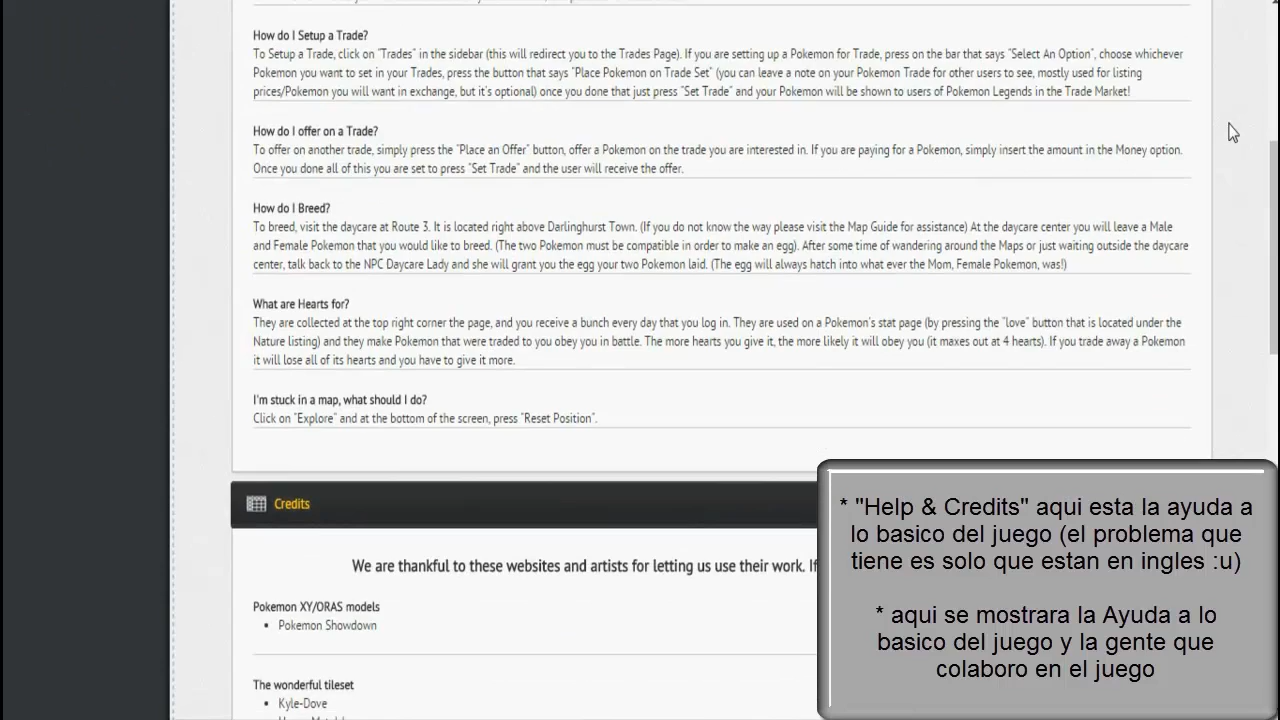 How do I Setup a Trade?
To Setup a Trade, click on "Trades" in the sidebar (this will redirect you to the Trades Page). If you are setting up a Pokemon for Trade, press on the bar that says "Select An Option", choose whichever
Pokemon you want to set in your Trades, press the button that says "Place Pokemon on Trade Set" (you can leave a note on your Pokemon Trade for other users to see, mostly used for listing
prices/Pokemon you will want in exchange, but it's optional) once you done that just press "Set Trade" and your Pokemon will be shown to users of Pokemon Legends in the Trade Market!
How do I offer on a Trade?
To offer on another trade, simply press the "Place an Offer" button, offer a Pokemon on the trade you are interested in. If you are paying for a Pokemon, simply insert the amount in the Money option.
Once you done all of this you are set to press "Set Trade" and the user will receive the offer.
How do I Breed?
To breed, visit the daycare at Route 3. It is located right above Darlinghurst Town. (If you do not know the way please visit the Map Guide for assistance) At the daycare center you will leave a Male
and Female Pokemon that you would like to breed. (The two Pokemon must be compatible in order to make an egg). After some time of wandering around the Maps or just waiting outside the daycare
center, talk back to the NPC Daycare Lady and she will grant you the egg your two Pokemon laid. (The egg will always hatch into what ever the Mom, Female Pokemon, was!)
What are Hearts for?
They are collected at the top right corner the page, and you receive a bunch every day that you log in. They are used on a Pokemon's stat page (by pressing the "love" button that is located under the
Nature listing) and they make Pokemon that were traded to you obey you in battle. The more hearts you give it, the more likely it will obey you (it maxes out at 4 hearts). If you trade away a Pokemon
it will lose all of its hearts and you have to give it more.
I'm stuck in a map, what should I do?
Click on "Explore" and at the bottom of the screen, press "Reset Position".
Credits
We are thankful to these websites and artists for letting us use their work. If
Pokemon XY/ORAS models
• Pokemon Showdown
The wonderful tileset
• Kyle-Dove
* "Help & Credits" aqui esta la ayuda a
lo basico del juego (el problema que
tiene es solo que estan en ingles :u)
* aqui se mostrara la Ayuda a lo
basico del juego y la gente que
colaboro en el juego